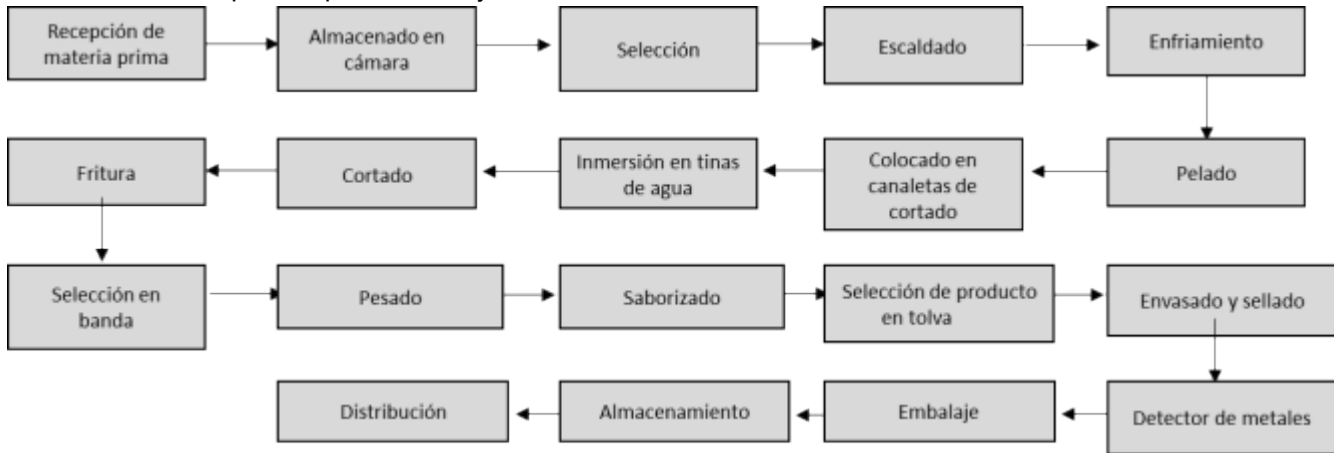 Recepción de
materia prima
Almacenado en
cámara
Selección
Escaldado
Enfriamiento
Pelado
Colocado en
canaletas de
cortado
Inmersión en tinas
de agua
Cortado
Fritura
Selección en
banda
Pesado
Saborizado
Selección de producto
en tolva
Envasado y sellado
Detector de metales
Embalaje
Almacenamiento
Distribución